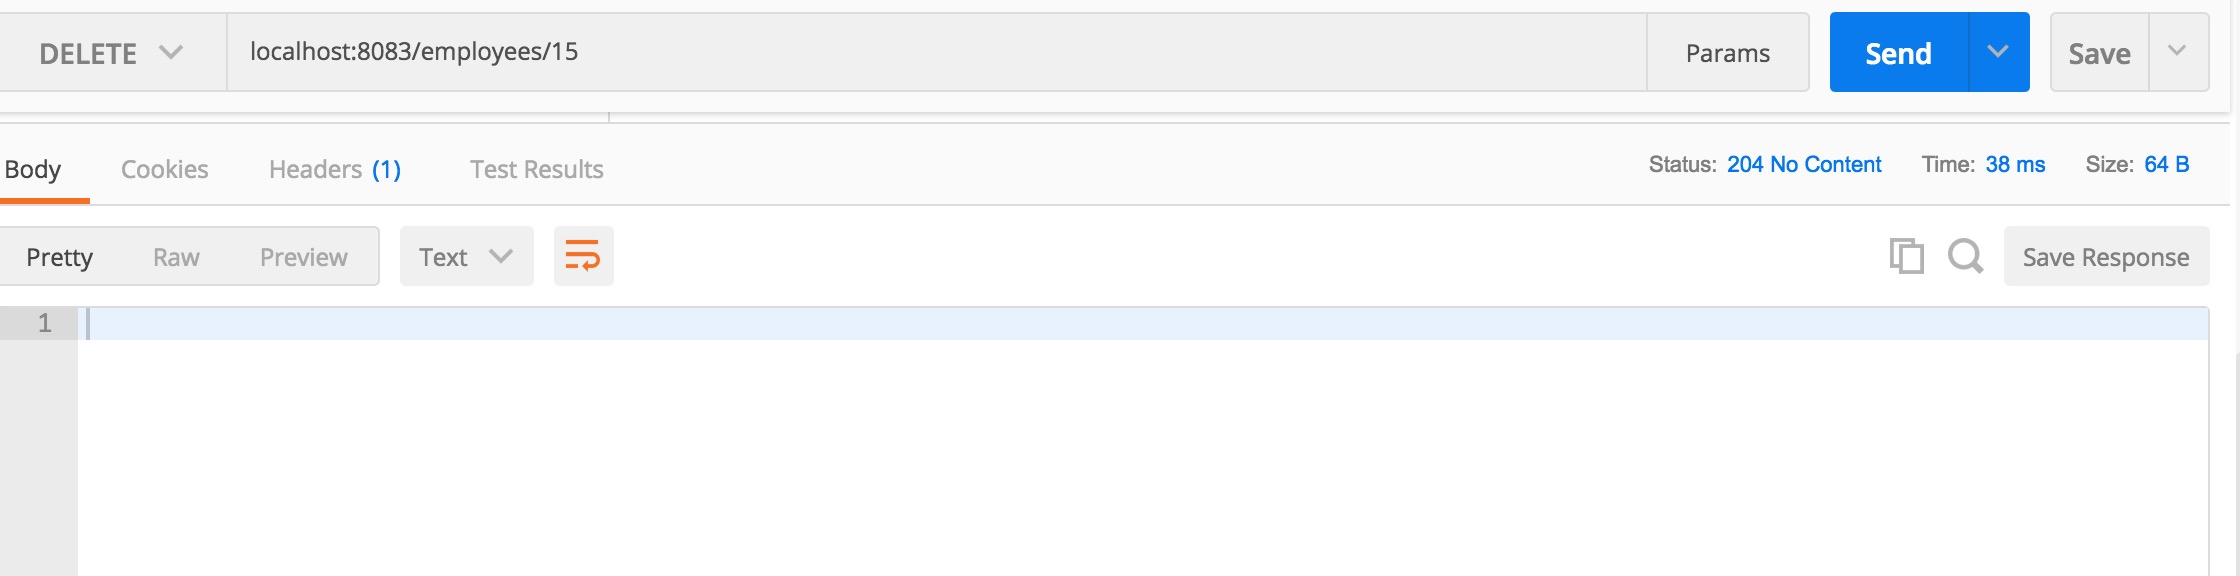 DELETE localhost:8083/employees/15 Params Send Save
Body Cookies Headers (1) Test Results Status: 204 No Content Time: 38 ms Size: 64 B
Pretty Raw Preview Text Save Response
1